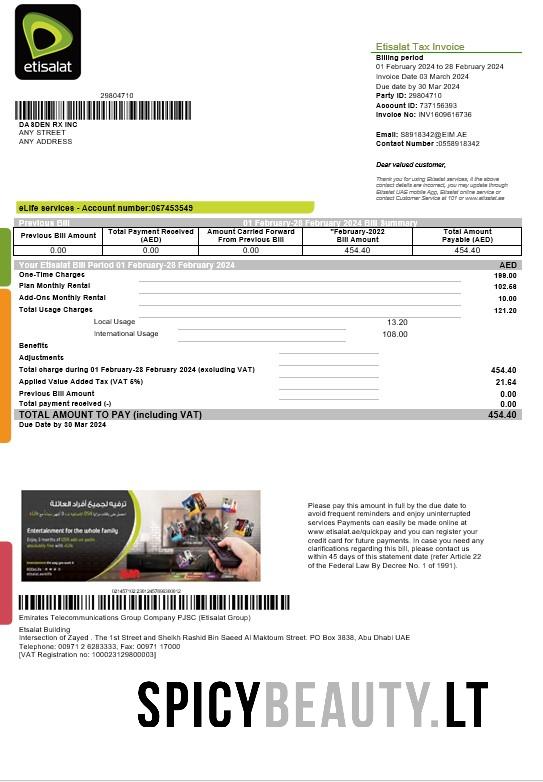 etisalat
Etisalat Tax Invoice
Billing period
01 February 2024 to 28 February 2024
Invoice Date 03 March 2024
Due date by 30 Mar 2024
Party ID: 29804710
Account ID: 737156393
Invoice No: INV1609616736
Email: S8918342@EIM.AE
Contact Number :0558918342
29804710
DA8DEN RX INC
ANY STREET
ANY ADDRESS
Dear valued customer,
Thank you for using Etisalat services, if the above
contact details are incorrect, you may update through
Etisalat UAE mobile App, Etisalat online service or
contact Customer Service at 101 or www.etisalat.ae
eLife services - Account number:067453549
Previous Bill 01 February-28 February 2024 Bill Summary
Previous Bill Amount Total Payment Received (AED) Amount Carried Forward From Previous Bill "February-2022 Bill Amount Total Amount Payable (AED)
0.00 0.00 0.00 454.40 454.40
Your Etisalat Bill Period 01 February-28 February 2024 AED
One-Time Charges 199.00
Plan Monthly Rental 102.56
Add-Ons Monthly Rental 10.00
Total Usage Charges 121.20
Local Usage 13.20
International Usage 108.00
Benefits
Adjustments
Total charge during 01 February-28 February 2024 (excluding VAT) 454.40
Applied Value Added Tax (VAT 5%) 21.64
Previous Bill Amount 0.00
Total payment received (-) 0.00
TOTAL AMOUNT TO PAY (including VAT) 454.40
Due Date by 30 Mar 2024
ترفيه لجميع أفراد العائلة
Entertainment for the whole family
Enjoy 3 months of OSN add-on packs
absolutely free with eLife
Please pay this amount in full by the due date to
avoid frequent reminders and enjoy uninterrupted
services Payments can easily be made online at
www.etisalat.ae/quickpay and you can register your
credit card for future payments. In case you need any
clarifications regarding this bill, please contact us
within 45 days of this statement date (refer Article 22
of the Federal Law By Decree No. 1 of 1991).
Emirates Telecommunications Group Company PJSC (Etisalat Group)
Etisalat Building
Intersection of Zayed . The 1st Street and Sheikh Rashid Bin Saeed Al Maktoum Street. PO Box 3838, Abu Dhabi UAE
Telephone: 00971 2 6283333, Fax: 00971 17000
[VAT Registration no: 100023129800003]
SPICYBEAUTY.LT